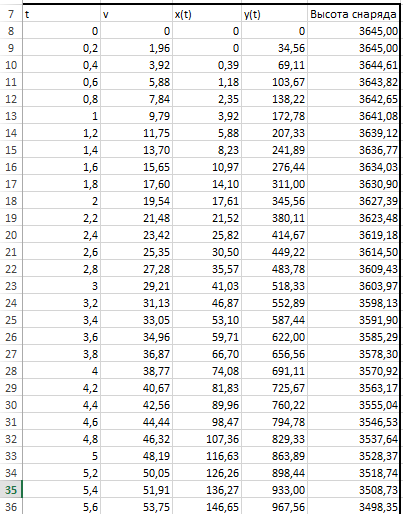 7 t v x(t) y(t) Высота снаряда
8 0 0 0 0 3645,00
9 0,2 1,96 0 34,56 3645,00
10 0,4 3,92 0,39 69,11 3644,61
11 0,6 5,88 1,18 103,67 3643,82
12 0,8 7,84 2,35 138,22 3642,65
13 1 9,79 3,92 172,78 3641,08
14 1,2 11,75 5,88 207,33 3639,12
15 1,4 13,70 8,23 241,89 3636,77
16 1,6 15,65 10,97 276,44 3634,03
17 1,8 17,60 14,10 311,00 3630,90
18 2 19,54 17,61 345,56 3627,39
19 2,2 21,48 21,52 380,11 3623,48
20 2,4 23,42 25,82 414,67 3619,18
21 2,6 25,35 30,50 449,22 3614,50
22 2,8 27,28 35,57 483,78 3609,43
23 3 29,21 41,03 518,33 3603,97
24 3,2 31,13 46,87 552,89 3598,13
25 3,4 33,05 53,10 587,44 3591,90
26 3,6 34,96 59,71 622,00 3585,29
27 3,8 36,87 66,70 656,56 3578,30
28 4 38,77 74,08 691,11 3570,92
29 4,2 40,67 81,83 725,67 3563,17
30 4,4 42,56 89,96 760,22 3555,04
31 4,6 44,44 98,47 794,78 3546,53
32 4,8 46,32 107,36 829,33 3537,64
33 5 48,19 116,63 863,89 3528,37
34 5,2 50,05 126,26 898,44 3518,74
35 5,4 51,91 136,27 933,00 3508,73
36 5,6 53,75 146,65 967,56 3498,35